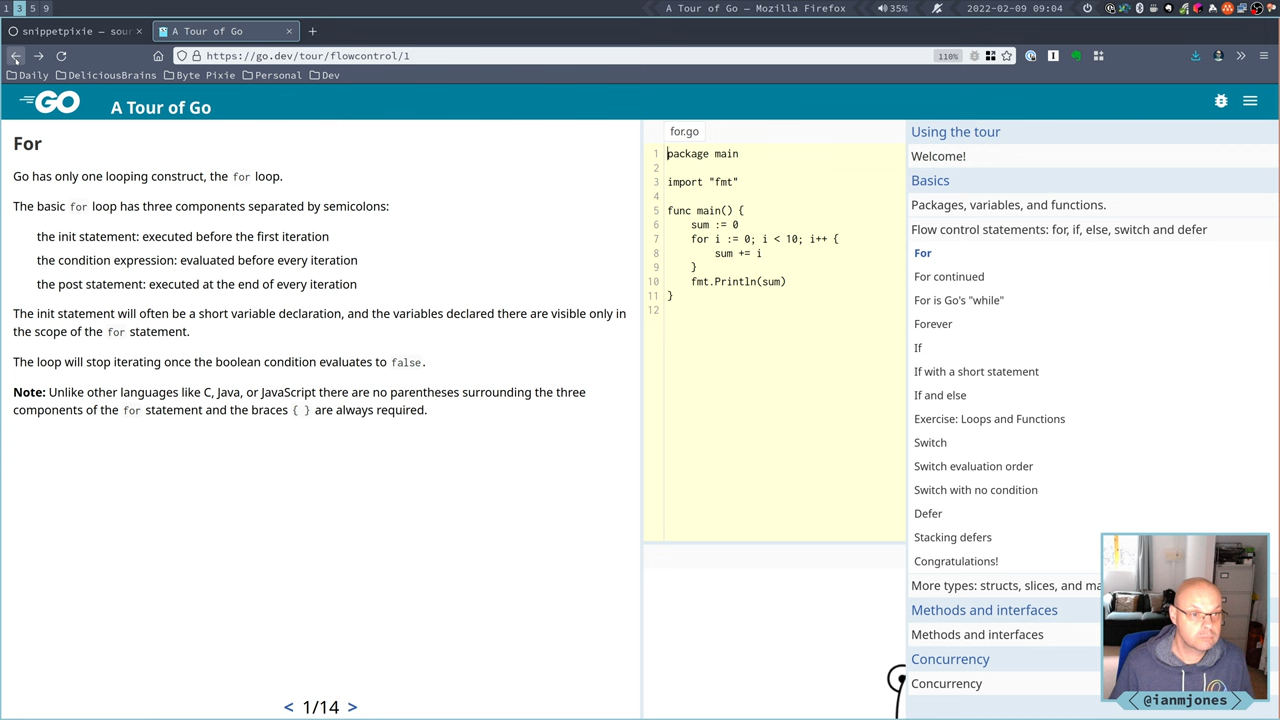 1 3 5 9
A Tour of Go — Mozilla Firefox
35%
2022-02-09 09:04
snippetpixie — sour
A Tour of Go
https://go.dev/tour/flowcontrol/1
110%
Daily
DeliciousBrains
Byte Pixie
Personal
Dev
GO
A Tour of Go
For
Go has only one looping construct, the for loop.
The basic for loop has three components separated by semicolons:
the init statement: executed before the first iteration
the condition expression: evaluated before every iteration
the post statement: executed at the end of every iteration
The init statement will often be a short variable declaration, and the variables declared there are visible only in
the scope of the for statement.
The loop will stop iterating once the boolean condition evaluates to false.
Note: Unlike other languages like C, Java, or JavaScript there are no parentheses surrounding the three
components of the for statement and the braces { } are always required.
< 1/14 >
for.go
1 package main
2
3 import "fmt"
4
5 func main() {
6 sum := 0
7 for i := 0; i < 10; i++ {
8 sum += i
9 }
10 fmt.Println(sum)
11 }
12
Using the tour
Welcome!
Basics
Packages, variables, and functions.
Flow control statements: for, if, else, switch and defer
For
For continued
For is Go's "while"
Forever
If
If with a short statement
If and else
Exercise: Loops and Functions
Switch
Switch evaluation order
Switch with no condition
Defer
Stacking defers
Congratulations!
More types: structs, slices, and ma
Methods and interfaces
Methods and interfaces
Concurrency
Concurrency
@ianmjones